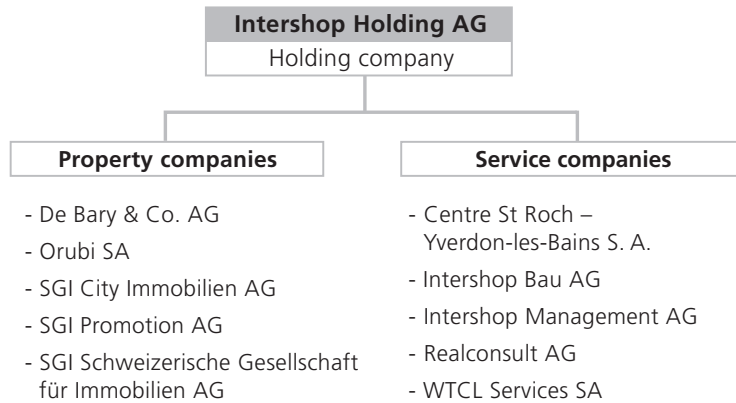 Intershop Holding AG
Holding company
Property companies
- De Bary & Co. AG
- Orubi SA
- SGI City Immobilien AG
- SGI Promotion AG
- SGI Schweizerische Gesellschaft
für Immobilien AG
Service companies
- Centre St Roch –
Yverdon-les-Bains S. A.
- Intershop Bau AG
- Intershop Management AG
- Realconsult AG
- WTCL Services SA